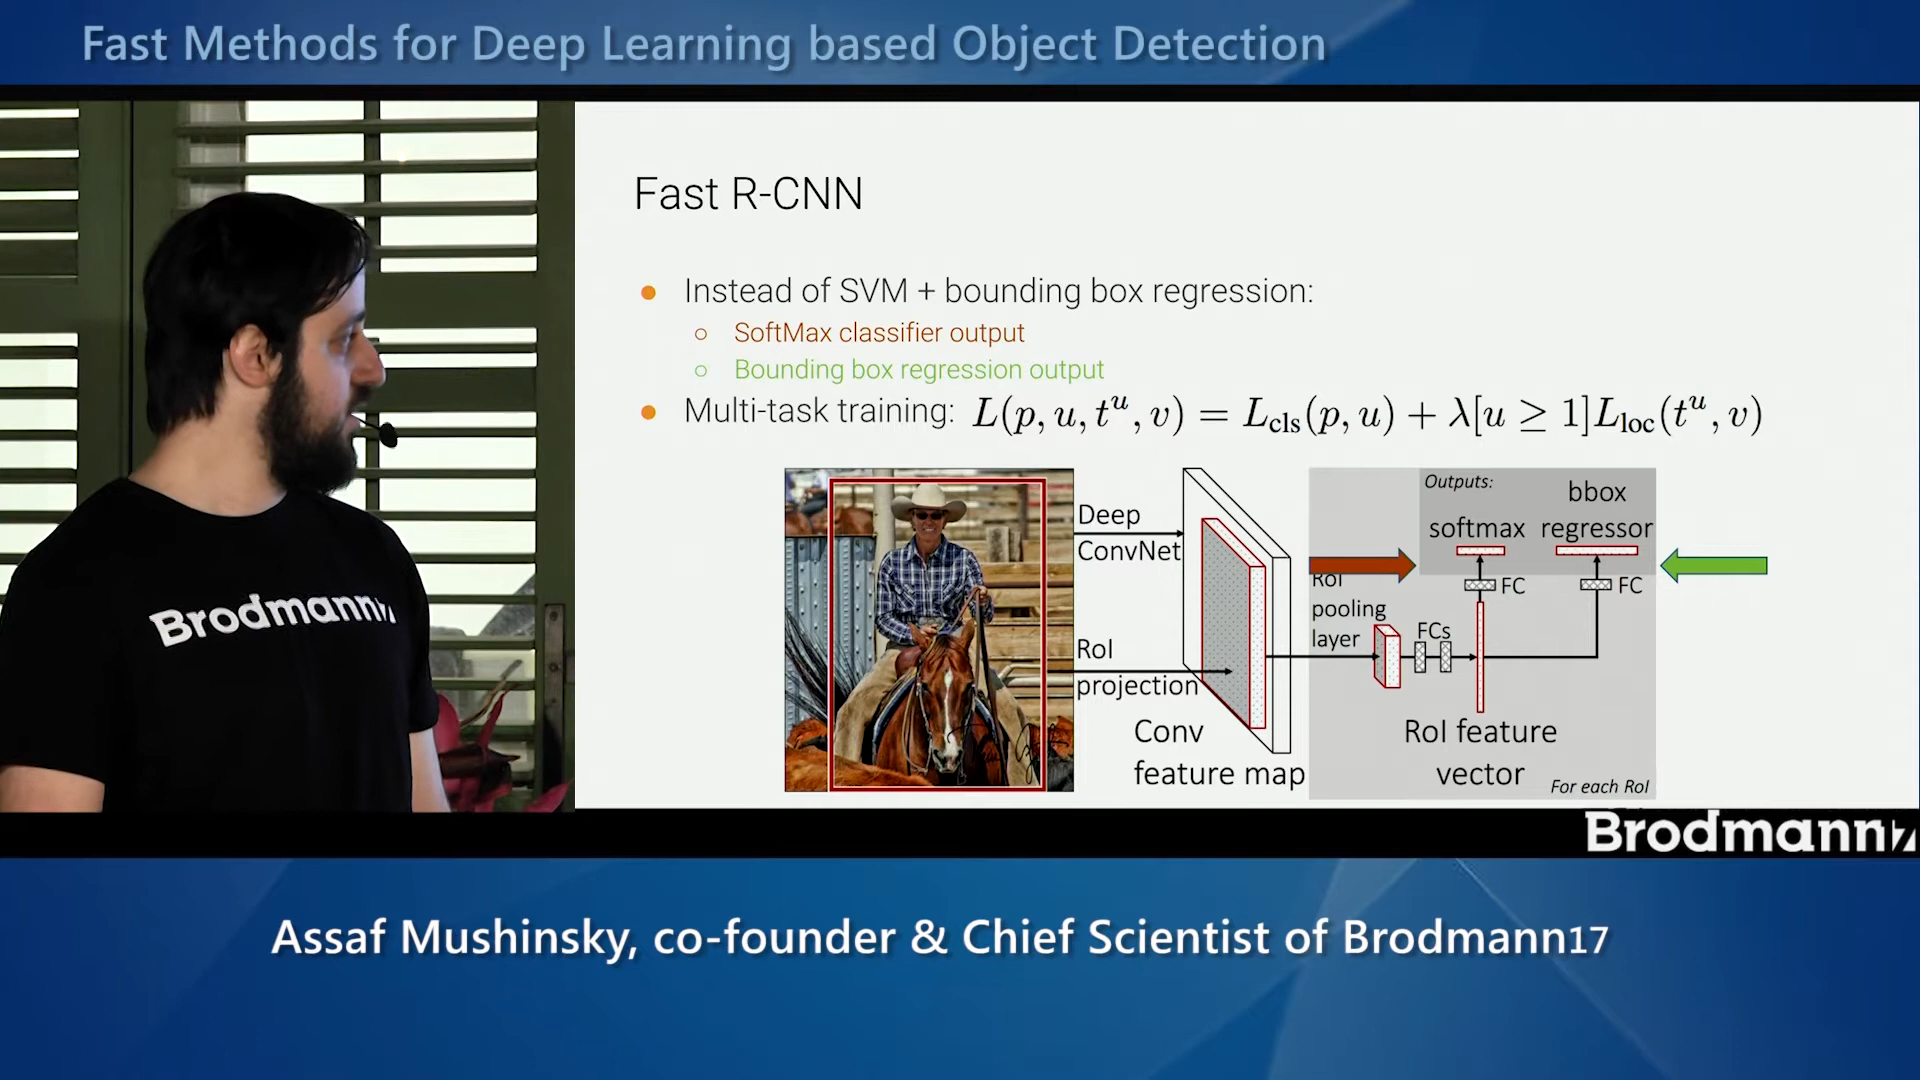 Fast Methods for Deep Learning based Object Detection
Fast R-CNN
Instead of SVM + bounding box regression:
SoftMax classifier output
Bounding box regression output
Multi-task training: L(p, u, tᵘ, v) = L_cls(p, u) + λ[u ≥ 1]L_loc(tᵘ, v)
Deep
ConvNet
RoI
projection
Conv
feature map
Outputs:
softmax
bbox
regressor
RoI
pooling
layer
FCs
FC
FC
RoI feature
vector
For each RoI
Brodmann17
Brodmann17
Assaf Mushinsky, co-founder & Chief Scientist of Brodmann17